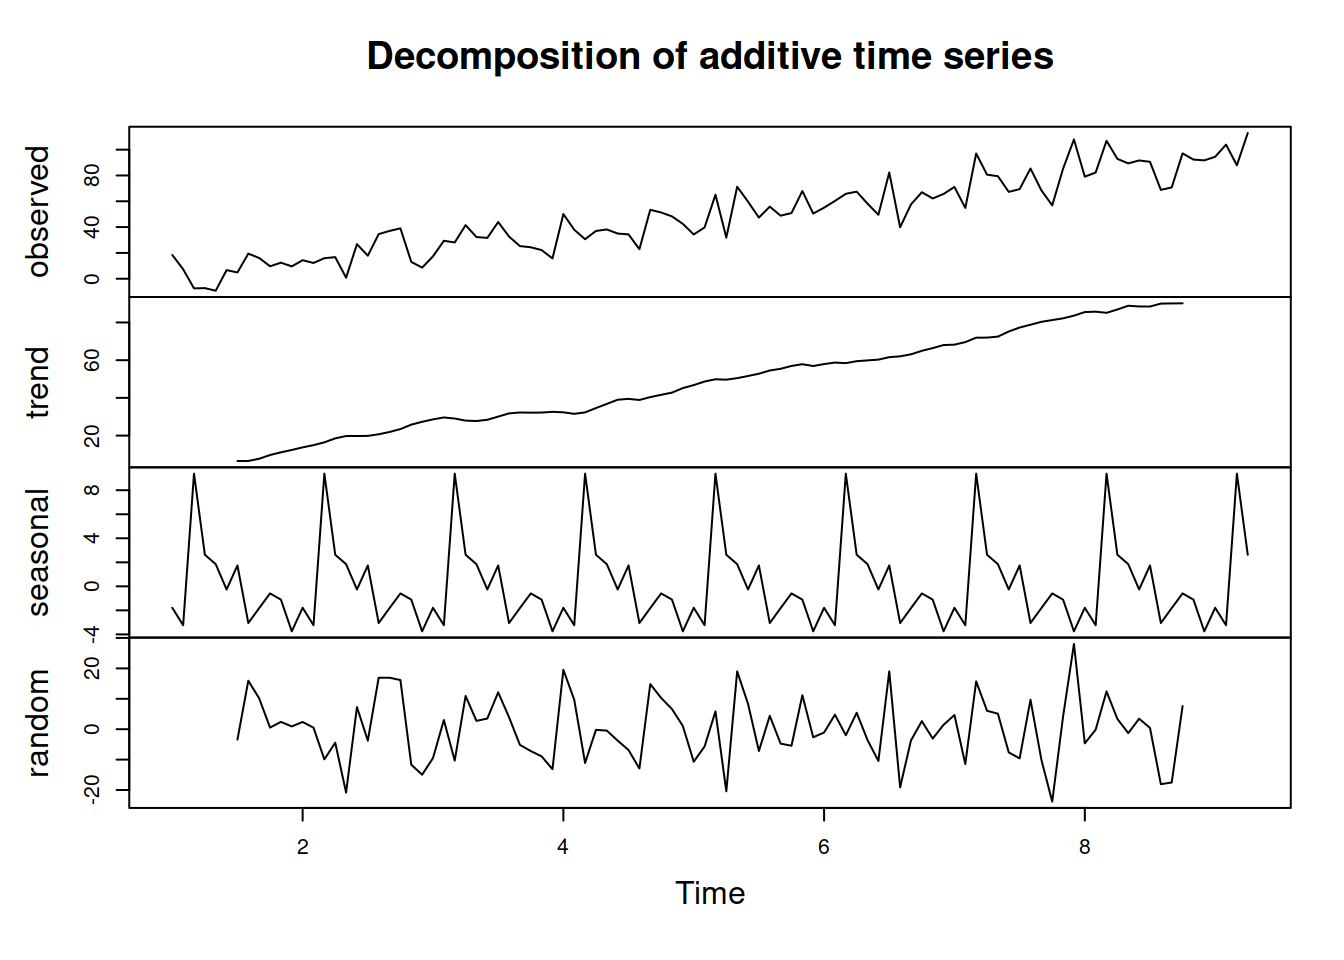 Decomposition of additive time series
observed
0 40 80
trend
20 60
seasonal
-4 0 4 8
random
-20 0 20
2 4 6 8
Time